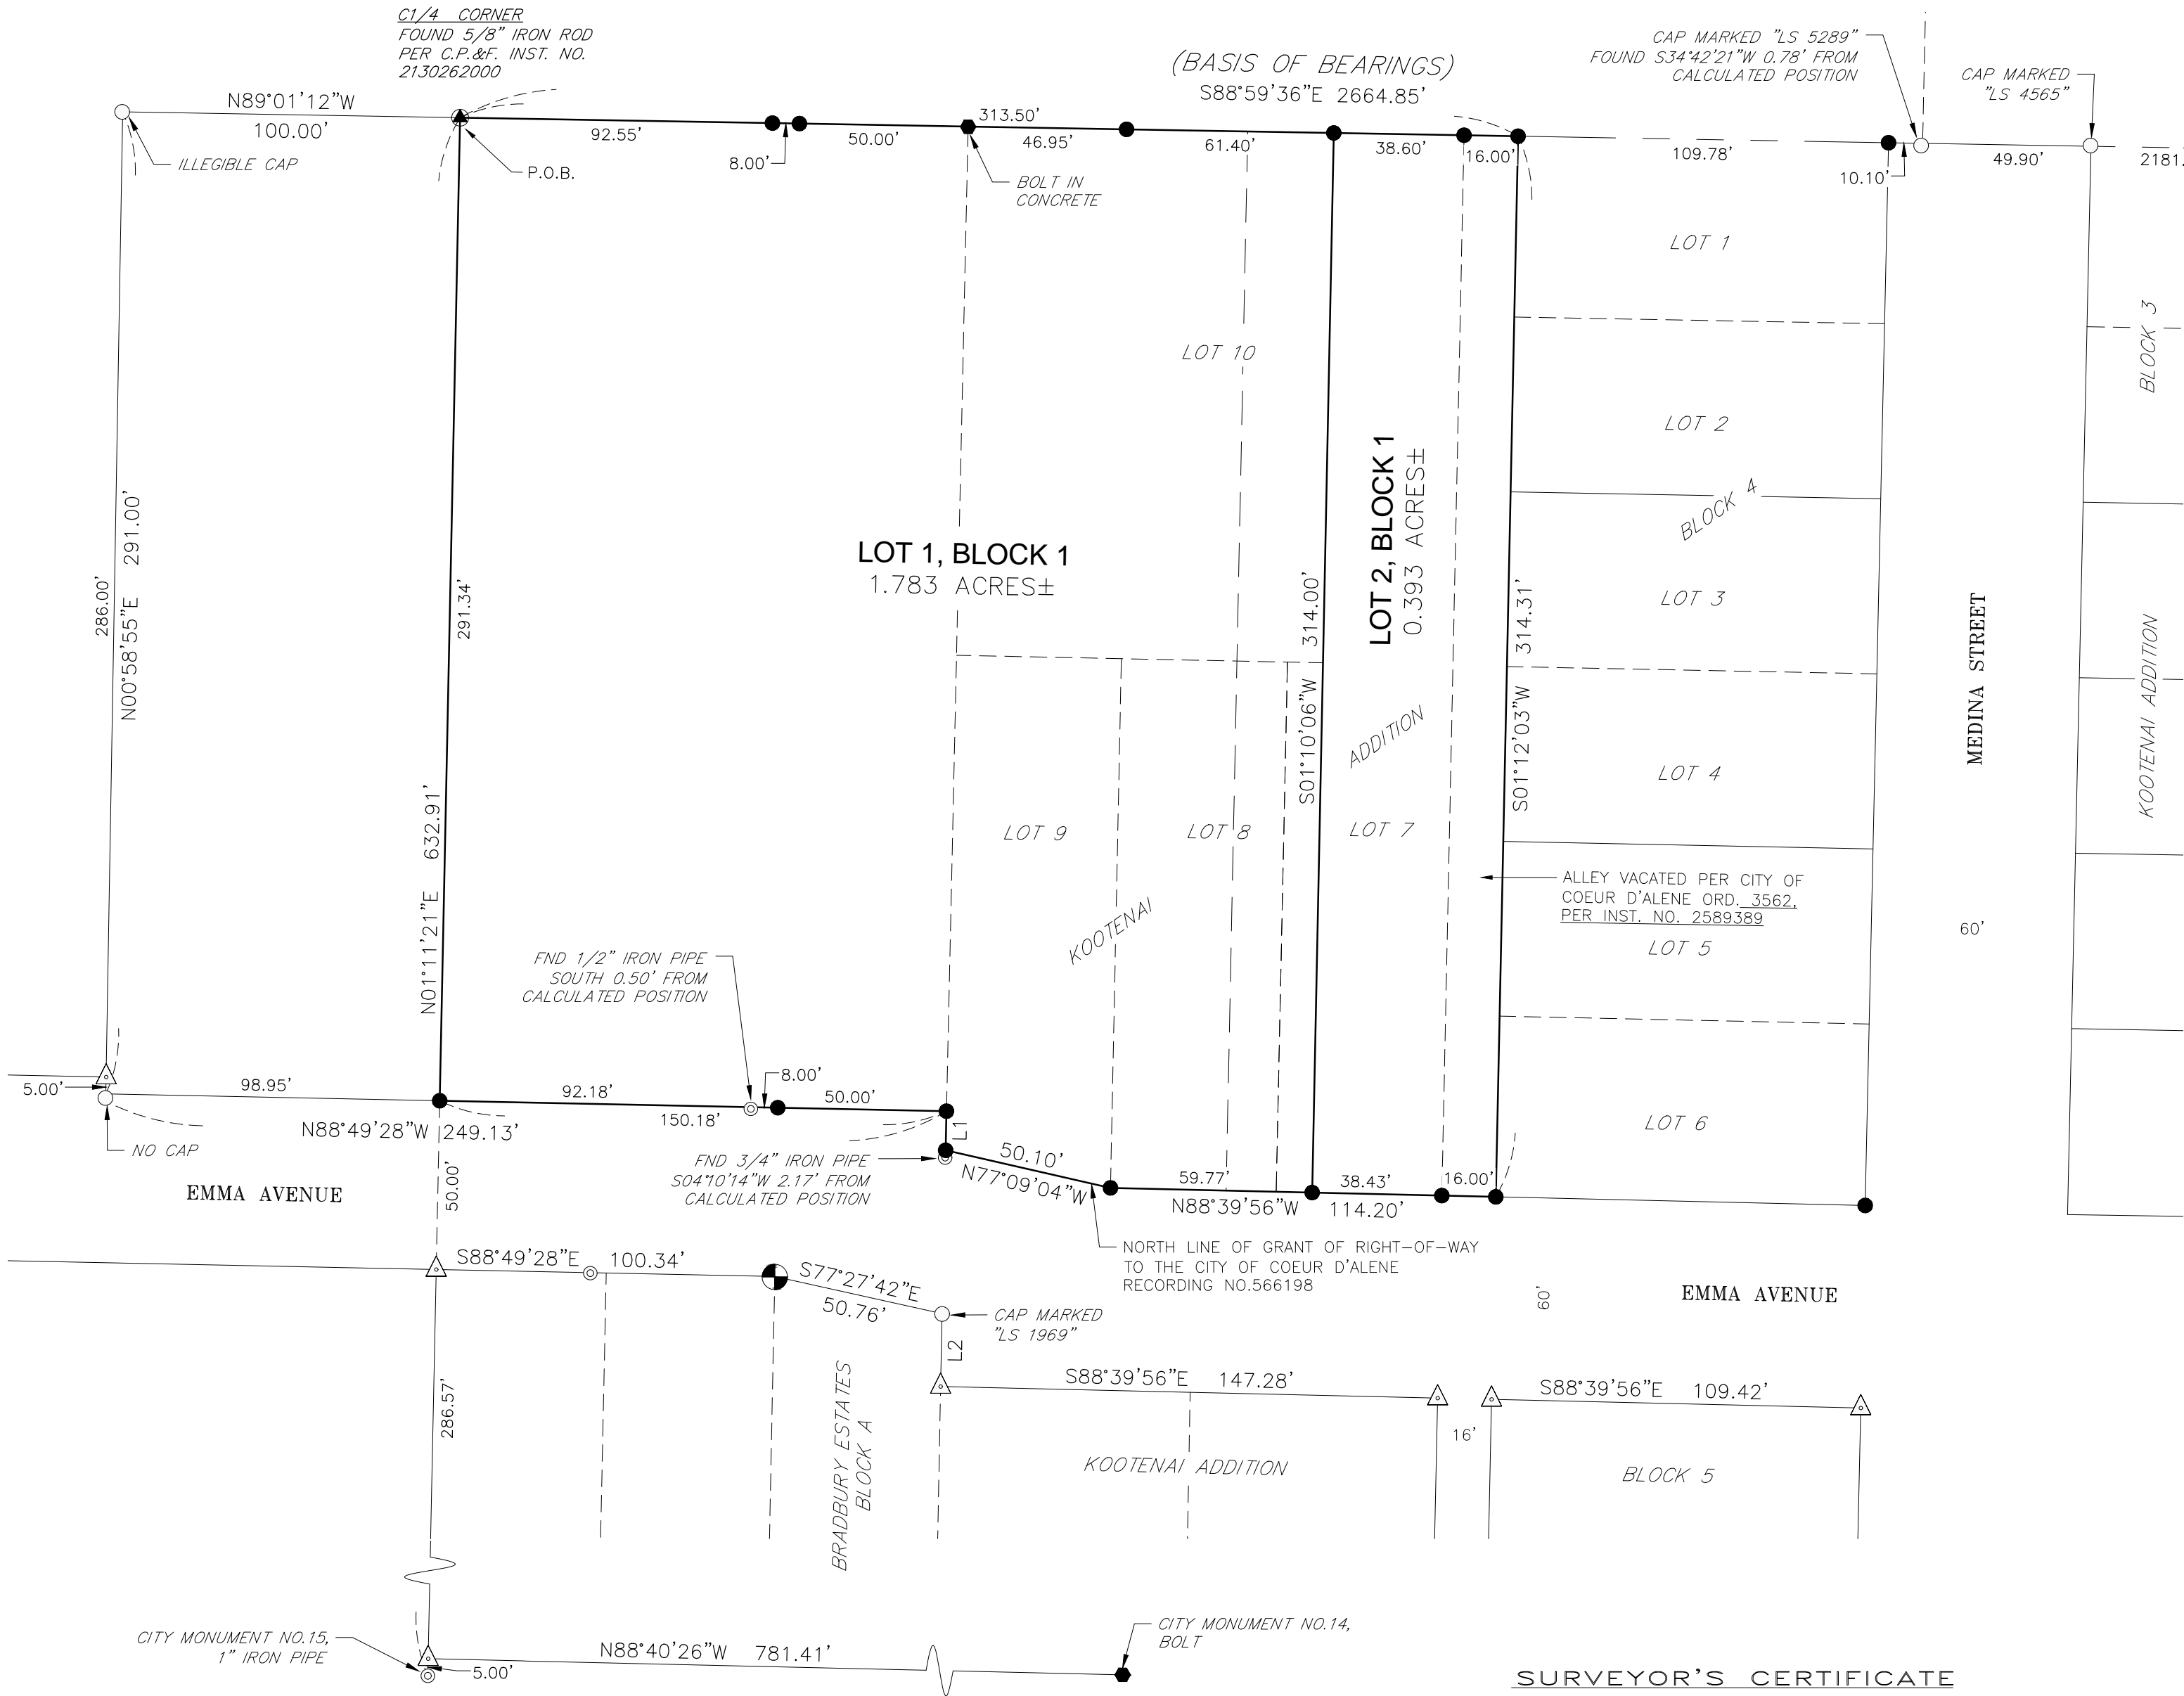 C1/4 CORNER
FOUND 5/8" IRON ROD
PER C.P.&F. INST. NO.
2130262000
(BASIS OF BEARINGS)
S88°59'36"E 2664.85'
CAP MARKED "LS 5289"
FOUND S34°42'21"W 0.78' FROM
CALCULATED POSITION
CAP MARKED
"LS 4565"
N89°01'12"W
100.00'
ILLEGIBLE CAP
P.O.B.
92.55'
8.00'
50.00'
313.50'
46.95'
61.40'
38.60'
16.00'
109.78'
10.10'
49.90'
2181.
BOLT IN
CONCRETE
LOT 1
LOT 10
LOT 2
BLOCK 3
BLOCK 4
N00°58'55"E 291.00'
286.00'
291.34'
N01°11'21"E 632.91'
LOT 1, BLOCK 1
1.783 ACRES±
LOT 2, BLOCK 1
0.393 ACRES±
314.00'
S01°10'06"W
314.31'
S01°12'03"W
LOT 3
MEDINA STREET
KOOTENAI ADDITION
ADDITION
LOT 4
LOT 9
LOT 8
LOT 7
KOOTENAI
ALLEY VACATED PER CITY OF
COEUR D'ALENE ORD. 3562,
PER INST. NO. 2589389
60'
LOT 5
FND 1/2" IRON PIPE
SOUTH 0.50' FROM
CALCULATED POSITION
5.00'
98.95'
92.18'
8.00'
50.00'
150.18'
N88°49'28"W 249.13'
NO CAP
L1
LOT 6
FND 3/4" IRON PIPE
S04°10'14"W 2.17' FROM
CALCULATED POSITION
50.10'
N77°09'04"W
59.77'
38.43'
16.00'
N88°39'56"W 114.20'
EMMA AVENUE
50.00'
NORTH LINE OF GRANT OF RIGHT-OF-WAY
TO THE CITY OF COEUR D'ALENE
RECORDING NO.566198
S88°49'28"E 100.34'
S77°27'42"E
50.76'
CAP MARKED
"LS 1969"
L2
60'
EMMA AVENUE
286.57'
BRADBURY ESTATES
BLOCK A
S88°39'56"E 147.28'
S88°39'56"E 109.42'
16'
KOOTENAI ADDITION
BLOCK 5
CITY MONUMENT NO.15,
1" IRON PIPE
5.00'
N88°40'26"W 781.41'
CITY MONUMENT NO.14,
BOLT
SURVEYOR'S CERTIFICATE